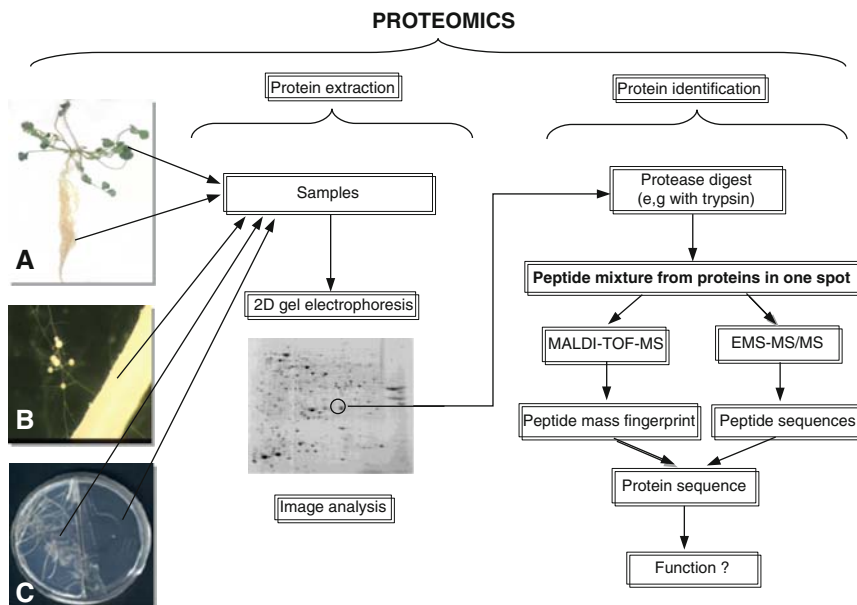 PROTEOMICS
Protein extraction
Protein identification
A
Samples
Protease digest
(e,g with trypsin)
Peptide mixture from proteins in one spot
2D gel electrophoresis
B
MALDI-TOF-MS
EMS-MS/MS
Peptide mass fingerprint
Peptide sequences
C
Image analysis
Protein sequence
Function ?